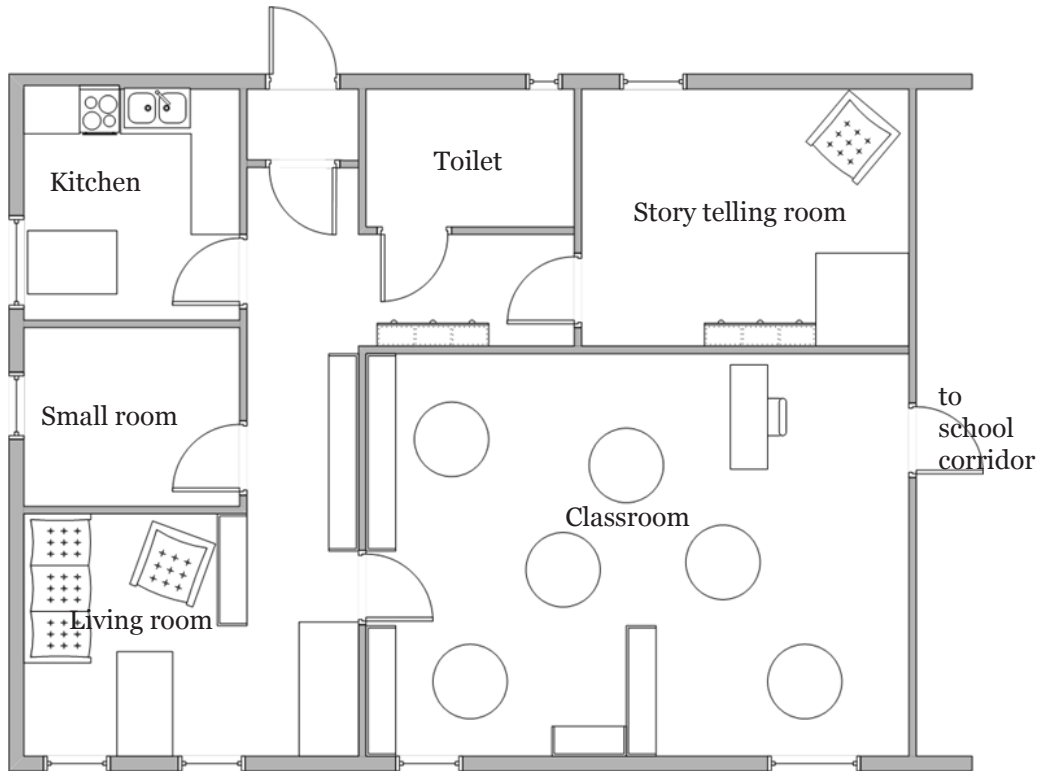 Kitchen
Toilet
Story telling room
Small room
to
school
corridor
Classroom
Living room